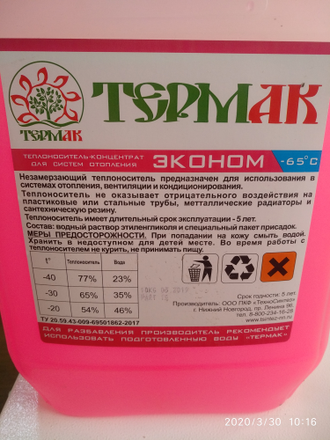 ТЕРМАК
ТЕРМАК
ТЕПЛОНОСИТЕЛЬ-КОНЦЕНТРАТ
ДЛЯ СИСТЕМ ОТОПЛЕНИЯ
ЭКОНОМ
-65°С
Незамерзающий теплоноситель предназначен для использования в
системах отопления, вентиляции и кондиционирования.
Теплоноситель не оказывает отрицательного воздействия на
пластиковые или стальные трубы, металлические радиаторы и
сантехническую резину.
Теплоноситель имеет длительный срок эксплуатации - 5 лет.
Состав: водный раствор этиленгликоля и специальный пакет присадок.
МЕРЫ ПРЕДОСТОРОЖНОСТИ. При попадании на кожу смыть водой.
Хранить в недоступном для детей месте. Во время работы с
теплоносителем не курить, не принимать пищу.
t° Теплоноситель Вода
-40 77% 23%
-30 65% 35%
-20 54% 46%
ТУ 20.59.43-009-69501862-2017
2019
Срок годности: 5 лет.
Производитель: ООО ПКФ «ТехноСинтез»
г. Нижний Новгород, пр. Ленина
тел. 8-800-234-16-25
ДЛЯ РАЗБАВЛЕНИЯ ПРОИЗВОДИТЕЛЬ РЕКОМЕНДУЕТ
ИСПОЛЬЗОВАТЬ ПОДГОТОВЛЕННУЮ ВОДУ «ТЕРМАК»
2020/3/30 10:16